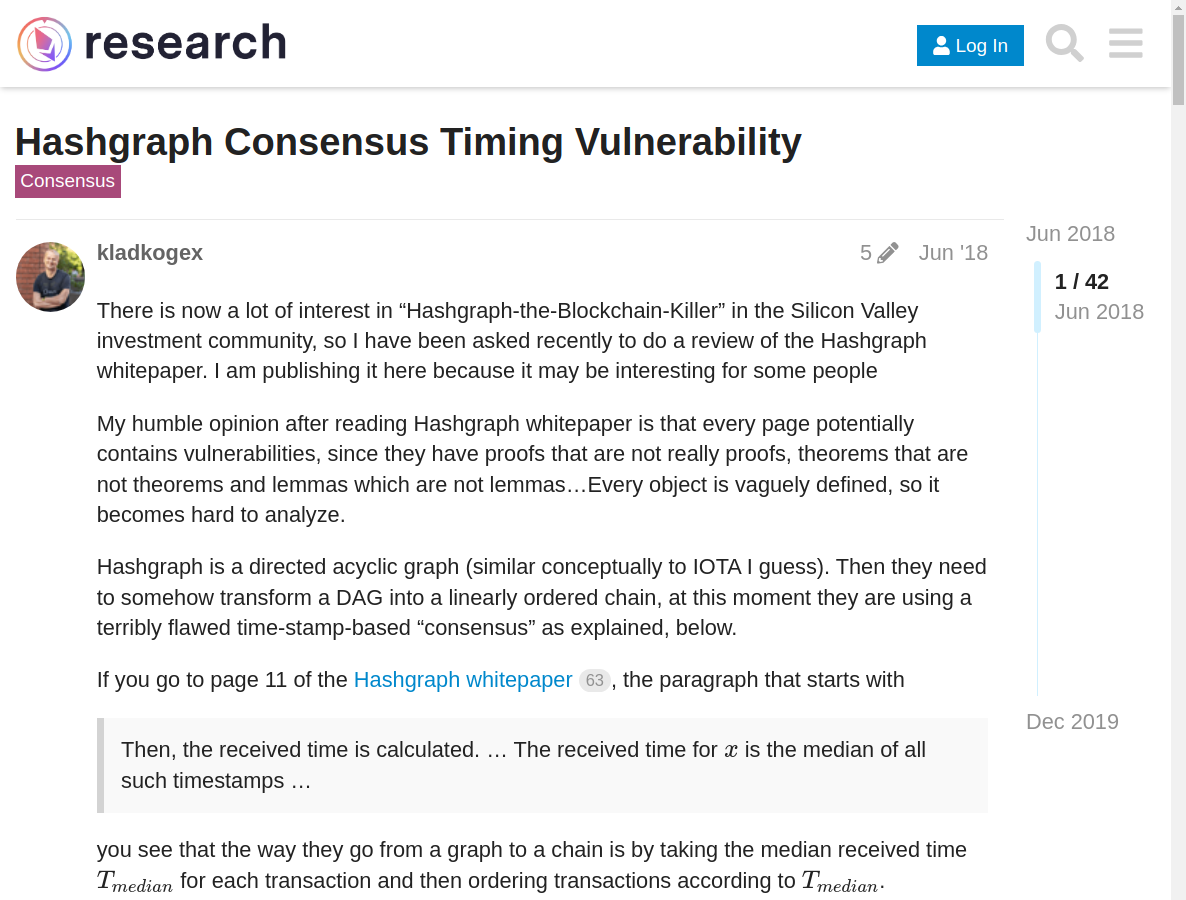 research
Log In
Hashgraph Consensus Timing Vulnerability
Consensus
kladkogex
5
Jun '18
Jun 2018
1 / 42
Jun 2018
There is now a lot of interest in “Hashgraph-the-Blockchain-Killer” in the Silicon Valley
investment community, so I have been asked recently to do a review of the Hashgraph
whitepaper. I am publishing it here because it may be interesting for some people
My humble opinion after reading Hashgraph whitepaper is that every page potentially
contains vulnerabilities, since they have proofs that are not really proofs, theorems that are
not theorems and lemmas which are not lemmas…Every object is vaguely defined, so it
becomes hard to analyze.
Hashgraph is a directed acyclic graph (similar conceptually to IOTA I guess). Then they need
to somehow transform a DAG into a linearly ordered chain, at this moment they are using a
terribly flawed time-stamp-based “consensus” as explained, below.
If you go to page 11 of the Hashgraph whitepaper 63, the paragraph that starts with
Dec 2019
Then, the received time is calculated. … The received time for x is the median of all
such timestamps …
you see that the way they go from a graph to a chain is by taking the median received time
T_median for each transaction and then ordering transactions according to T_median.